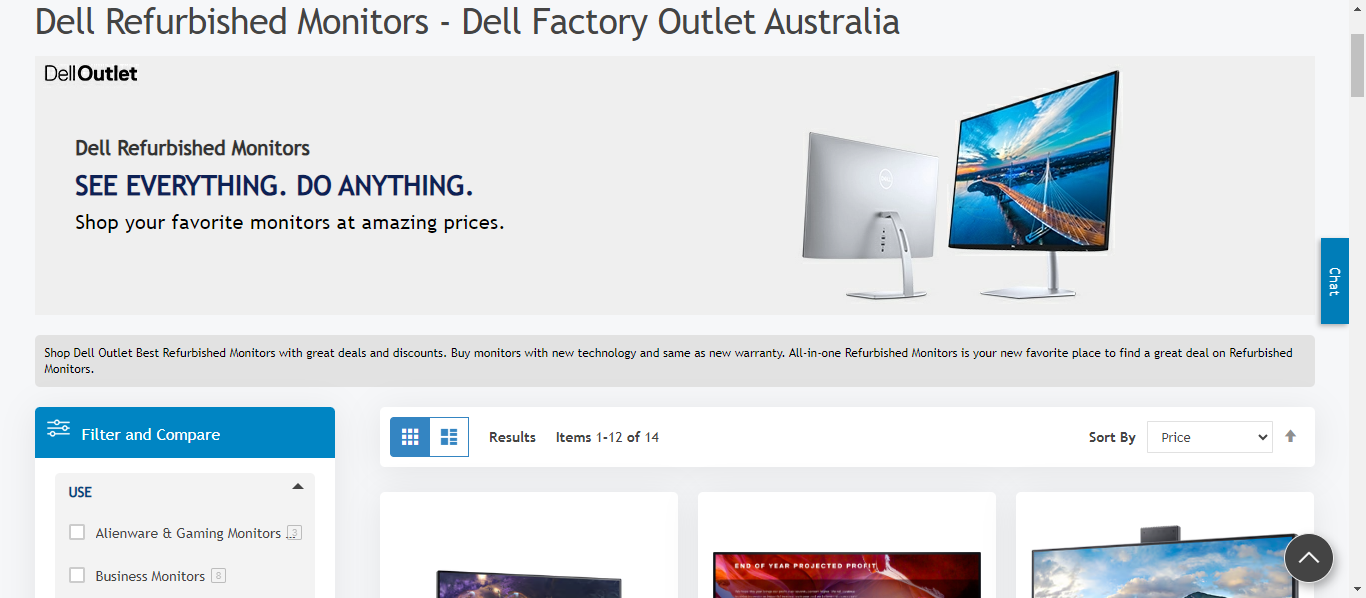 Dell Refurbished Monitors - Dell Factory Outlet Australia
DellOutlet
Dell Refurbished Monitors
SEE EVERYTHING. DO ANYTHING.
Shop your favorite monitors at amazing prices.
Chat
Shop Dell Outlet Best Refurbished Monitors with great deals and discounts. Buy monitors with new technology and same as new warranty. All-in-one Refurbished Monitors is your new favorite place to find a great deal on Refurbished
Monitors.
Filter and Compare
Results Items 1-12 of 14
Sort By Price
USE
Alienware & Gaming Monitors ... 3
Business Monitors 8
END OF YEAR PROJECTED PROFIT